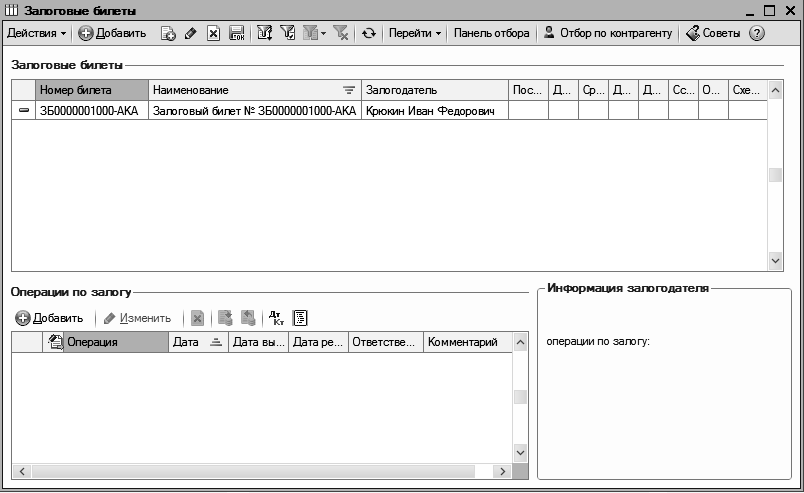 Залоговые билеты
Действия Добавить Перейти Панель отбора Отбор по контрагенту Советы ?
Залоговые билеты
Номер билета Наименование Залогодатель Пос... Д... Ср... Д... Д... Сс... О... Схе...
ЗБ0000001000-АКА Залоговый билет № ЗБ0000001000-АКА Крюкин Иван Федорович
Операции по залогу
Добавить Изменить Дт Кт
Операция Дата Дата вы... Дата ре... Ответстве... Комментарий
Информация залогодателя
операции по залогу: